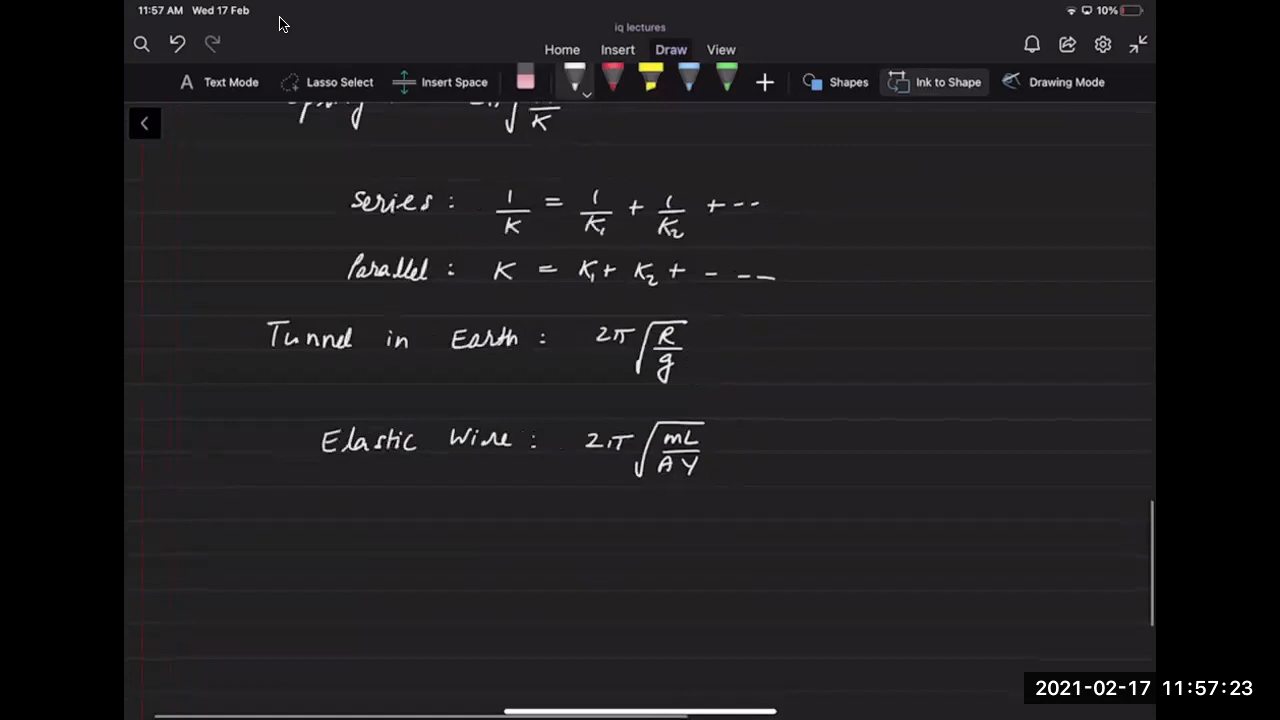 11:57 AM Wed 17 Feb
10%
iq lectures
Home Insert Draw View
Text Mode Lasso Select Insert Space Shapes Ink to Shape Drawing Mode
K
Series : 1/K = 1/K₁ + 1/K₂ + - -
Parallel : K = K₁ + K₂ + - - -
Tunnel in Earth : 2π√(R/g)
Elastic Wire : 2π√(mL/AY)
2021-02-17 11:57:23